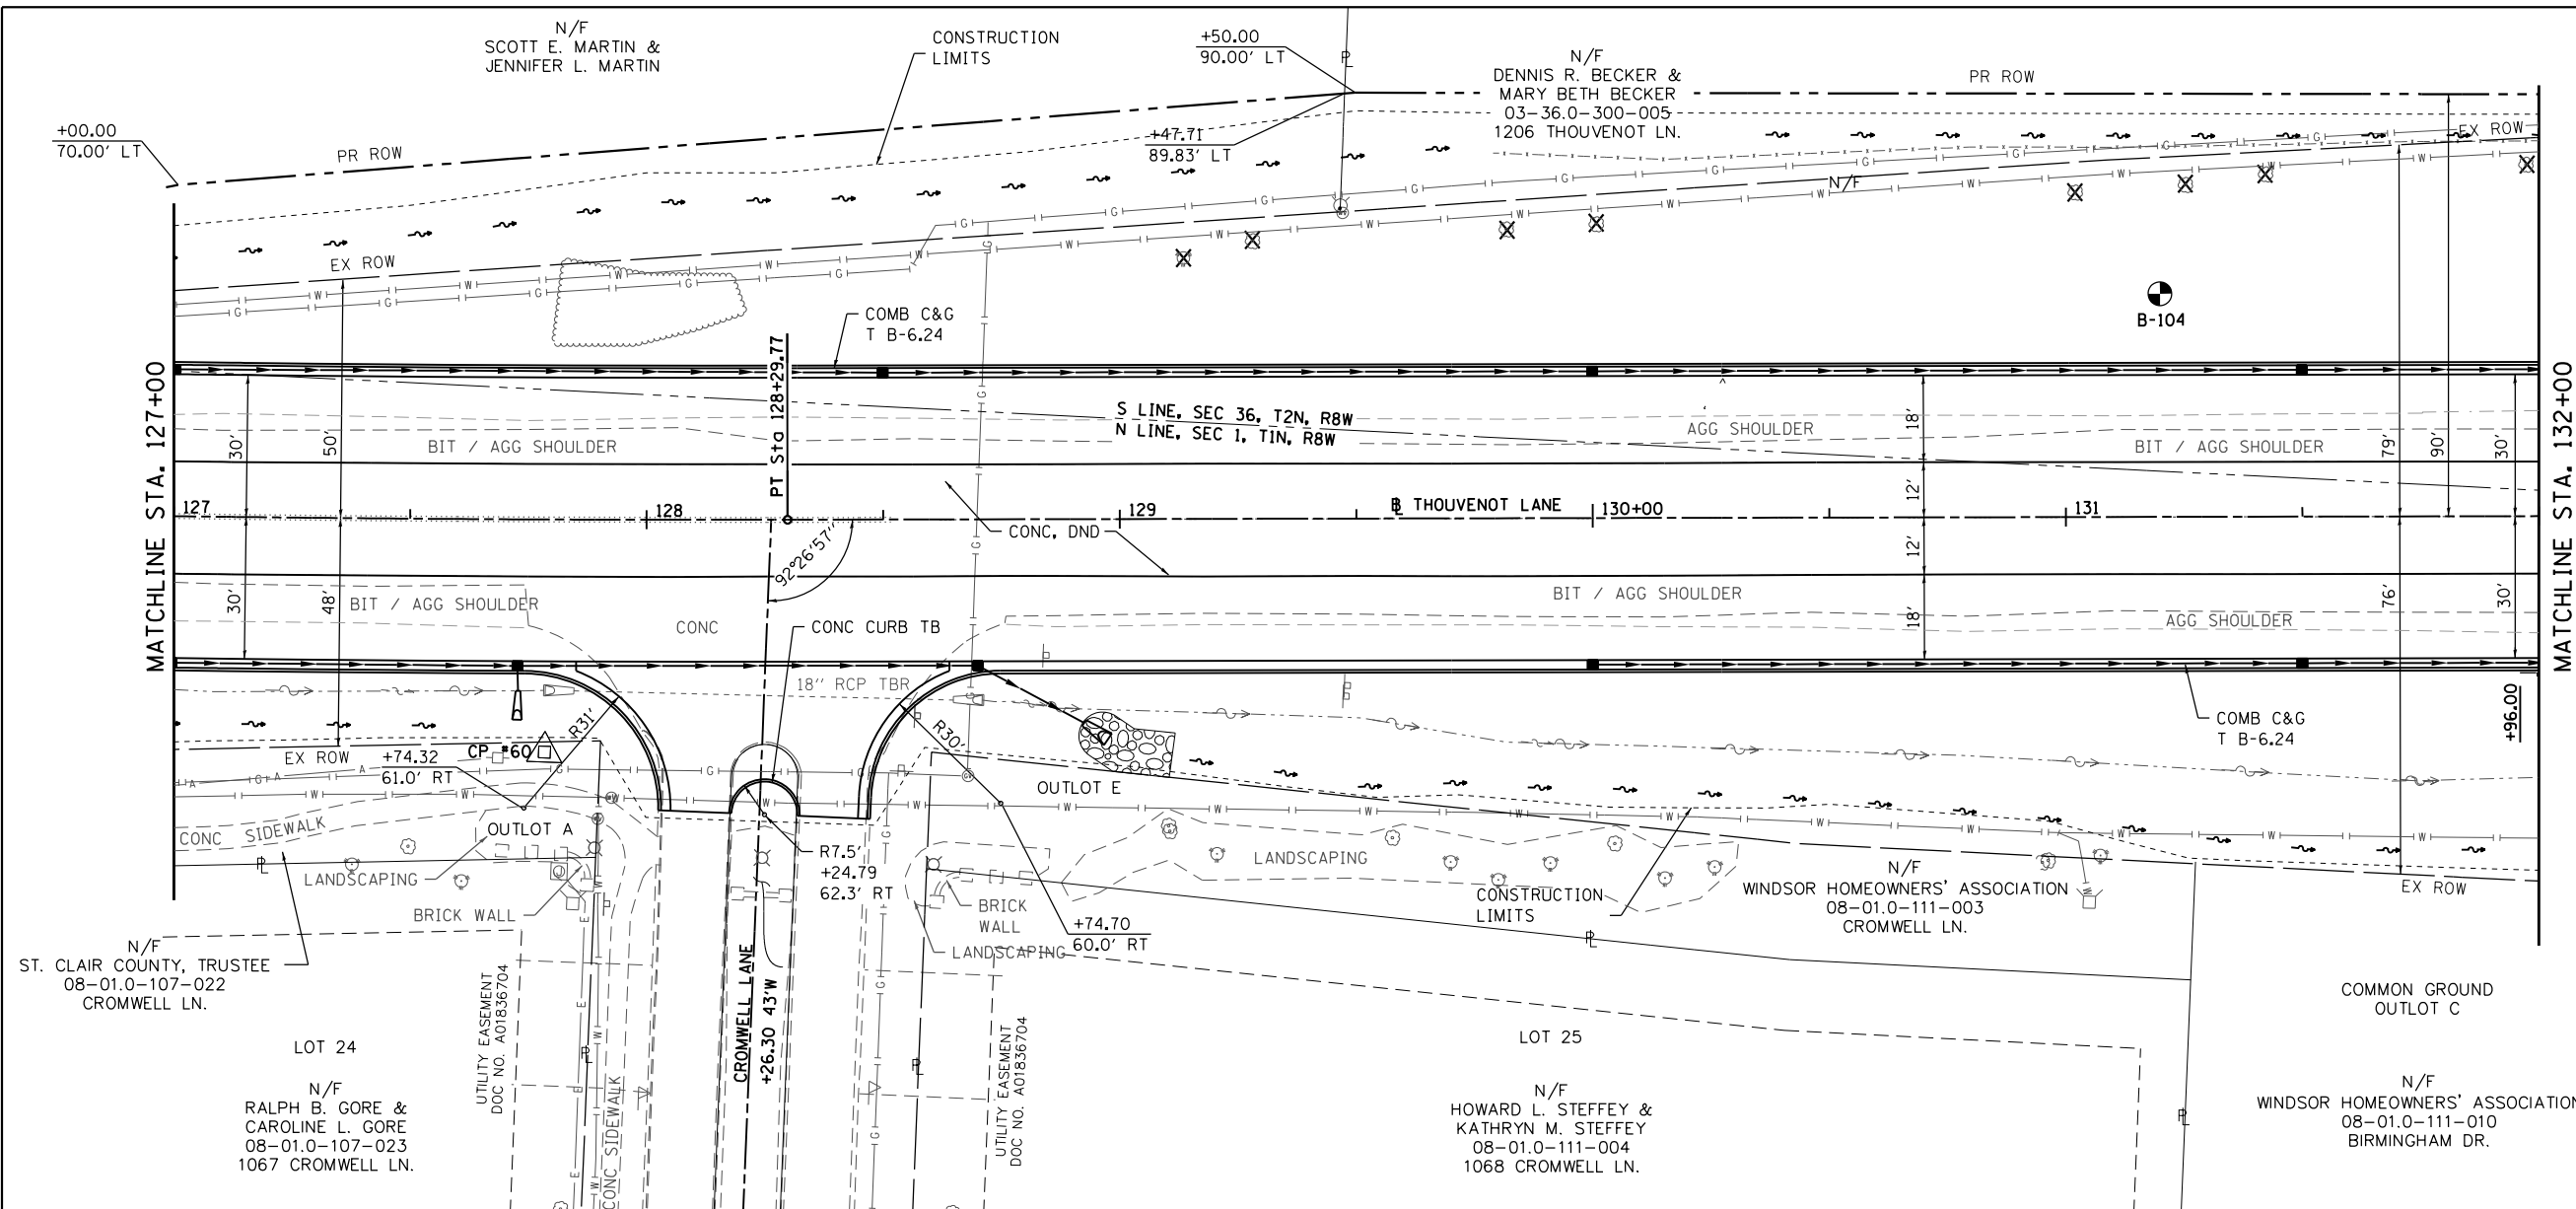 N/F
SCOTT E. MARTIN &
JENNIFER L. MARTIN
CONSTRUCTION
LIMITS
+50.00
90.00' LT
P̲L
N/F
DENNIS R. BECKER &
MARY BETH BECKER
03-36.0-300-005
1206 THOUVENOT LN.
PR ROW
+00.00
70.00' LT
PR ROW
+47.71
89.83' LT
EX ROW
N/F
EX ROW
B-104
COMB C&G
T B-6.24
MATCHLINE STA. 127+00
PT Sta 128+29.77
MATCHLINE STA. 132+00
30'
50'
S LINE, SEC 36, T2N, R8W
N LINE, SEC 1, T1N, R8W
BIT / AGG SHOULDER
AGG SHOULDER
BIT / AGG SHOULDER
18'
12'
79'
90'
30'
127
128
129
BL THOUVENOT LANE
130+00
131
CONC, DND
92°26'57"
30'
48'
BIT / AGG SHOULDER
CONC
CONC CURB TB
12'
18'
BIT / AGG SHOULDER
AGG SHOULDER
76'
30'
18" RCP TBR
R31'
R30'
COMB C&G
T B-6.24
+96.00
EX ROW
CP #60
+74.32
61.0' RT
OUTLOT E
CONC SIDEWALK
OUTLOT A
PL
LANDSCAPING
BRICK WALL
R7.5'
+24.79
62.3' RT
BRICK
WALL
LANDSCAPING
+74.70
60.0' RT
LANDSCAPING
CONSTRUCTION
LIMITS
N/F
WINDSOR HOMEOWNERS' ASSOCIATION
08-01.0-111-003
CROMWELL LN.
EX ROW
PL
N/F
ST. CLAIR COUNTY, TRUSTEE
08-01.0-107-022
CROMWELL LN.
UTILITY EASEMENT
DOC NO. A01836704
CROMWELL LANE
+26.30 43'W
UTILITY EASEMENT
DOC NO. A01836704
CONC SIDEWALK
PL
PL
LOT 24
N/F
RALPH B. GORE &
CAROLINE L. GORE
08-01.0-107-023
1067 CROMWELL LN.
LOT 25
N/F
HOWARD L. STEFFEY &
KATHRYN M. STEFFEY
08-01.0-111-004
1068 CROMWELL LN.
COMMON GROUND
OUTLOT C
PL
N/F
WINDSOR HOMEOWNERS' ASSOCIATION
08-01.0-111-010
BIRMINGHAM DR.